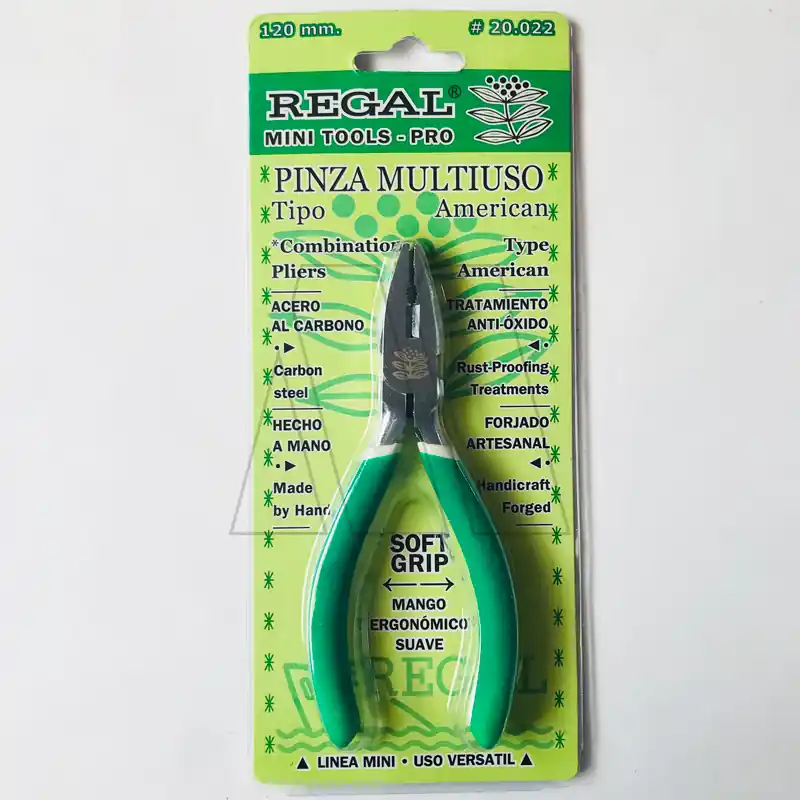 120 mm. # 20.022
REGAL®
MINI TOOLS - PRO
PINZA MULTIUSO
Tipo American
*Combination Type
Pliers American
ACERO TRATAMIENTO
AL CARBONO ANTI-ÓXIDO
Carbon Rust-Proofing
steel Treatments
HECHO FORJADO
A MANO ARTESANAL
Made Handicraft
by Hand Forged
SOFT
GRIP
MANGO
ERGONÓMICO
SUAVE
REGAL
▲ LINEA MINI • USO VERSATIL ▲